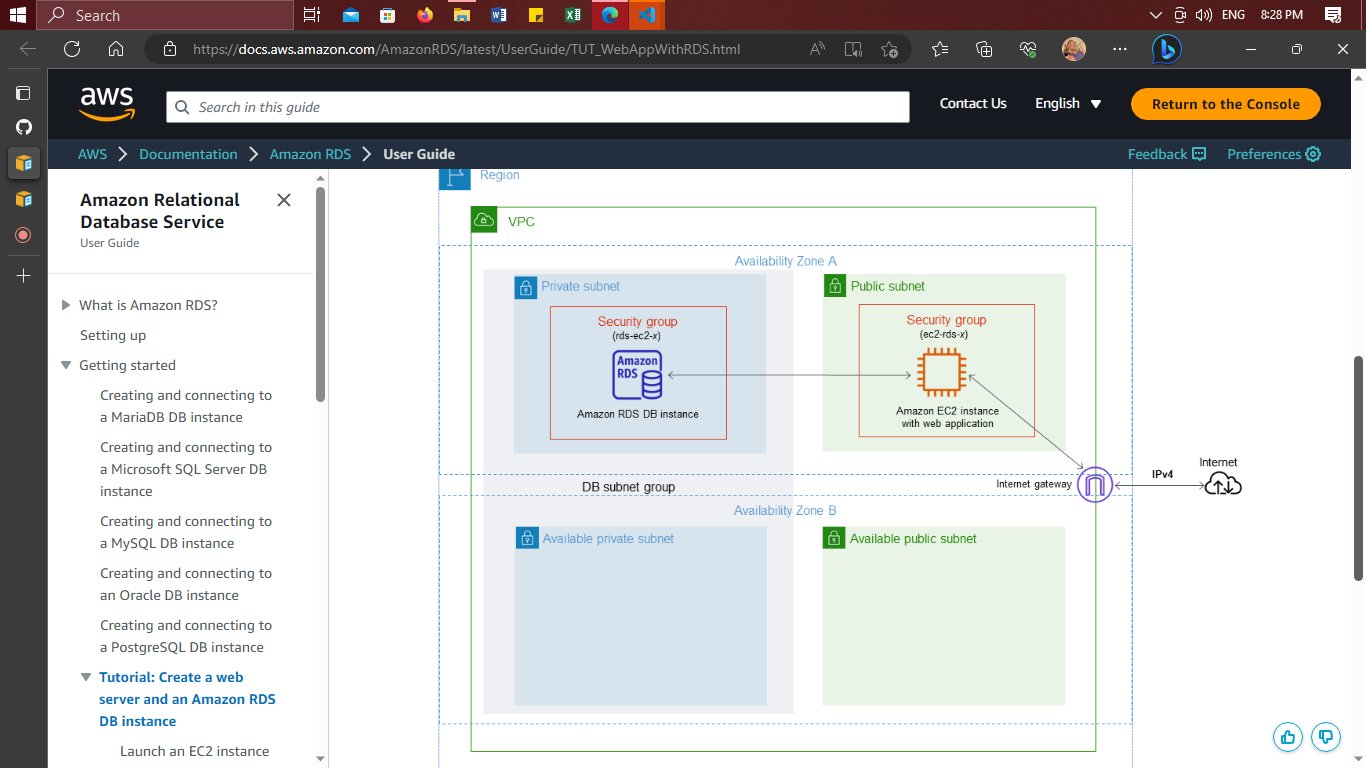 Search
ENG
8:28 PM
https://docs.aws.amazon.com/AmazonRDS/latest/UserGuide/TUT_WebAppWithRDS.html
aws
Search in this guide
Contact Us
English
Return to the Console
AWS
Documentation
Amazon RDS
User Guide
Feedback
Preferences
Amazon Relational
Database Service
User Guide
What is Amazon RDS?
Setting up
Getting started
Creating and connecting to
a MariaDB DB instance
Creating and connecting to
a Microsoft SQL Server DB
instance
Creating and connecting to
a MySQL DB instance
Creating and connecting to
an Oracle DB instance
Creating and connecting to
a PostgreSQL DB instance
Tutorial: Create a web
server and an Amazon RDS
DB instance
Launch an EC2 instance
Region
VPC
Availability Zone A
Private subnet
Security group
(rds-ec2-x)
Amazon
RDS
Amazon RDS DB instance
Public subnet
Security group
(ec2-rds-x)
Amazon EC2 instance
with web application
Internet gateway
IPv4
Internet
DB subnet group
Availability Zone B
Available private subnet
Available public subnet